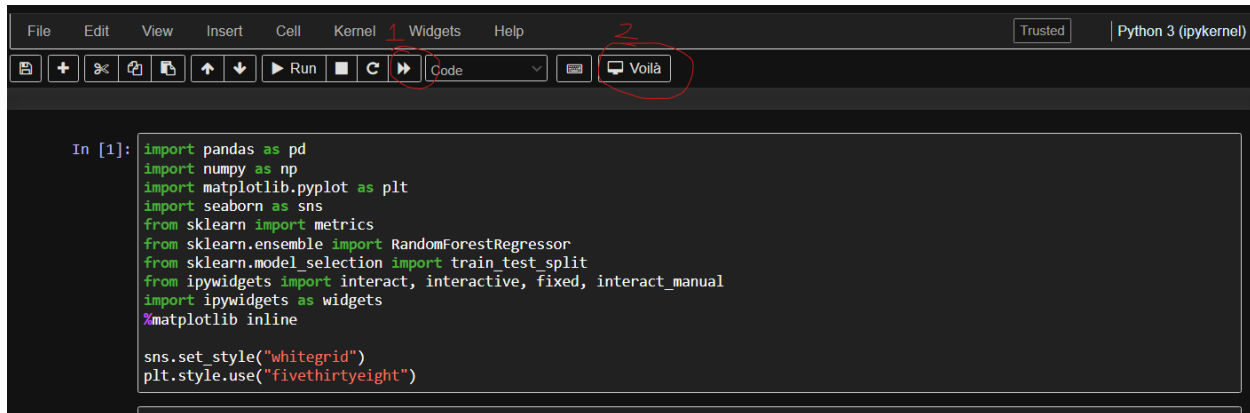 File Edit View Insert Cell Kernel 1 Widgets Help 2 Trusted Python 3 (ipykernel)
Run C Code Voilà
In [1]: import pandas as pd
import numpy as np
import matplotlib.pyplot as plt
import seaborn as sns
from sklearn import metrics
from sklearn.ensemble import RandomForestRegressor
from sklearn.model_selection import train_test_split
from ipywidgets import interact, interactive, fixed, interact_manual
import ipywidgets as widgets
%matplotlib inline
sns.set_style("whitegrid")
plt.style.use("fivethirtyeight")